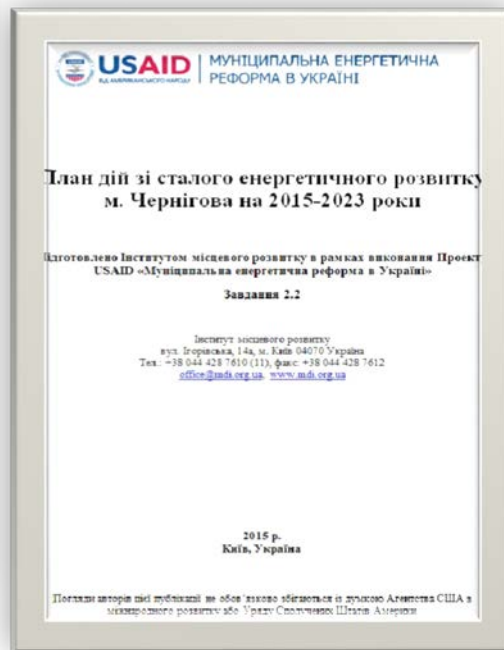 USAID
ВІД АМЕРИКАНСЬКОГО НАРОДУ
МУНІЦИПАЛЬНА ЕНЕРГЕТИЧНА
РЕФОРМА В УКРАЇНІ
План дій зі сталого енергетичного розвитку
м. Чернігова на 2015-2023 роки
ідготовлено Інститутом місцевого розвитку в рамках виконання Проект
USAID «Муніципальна енергетична реформа в Україні»
Завдання 2.2
Інститут місцевого розвитку
вул. Ігорівська, 14а, м. Київ 04070 Україна
Тел.: +38 044 428 7610 (11), факс: +38 044 428 7612
office@mdi.org.ua, www.mdi.org.ua
2015 р.
Київ, Україна
Погляди авторів цієї публікації не обов'язково збігаються із думкою Агентства США з
міжнародного розвитку або Уряду Сполучених Штатів Америки